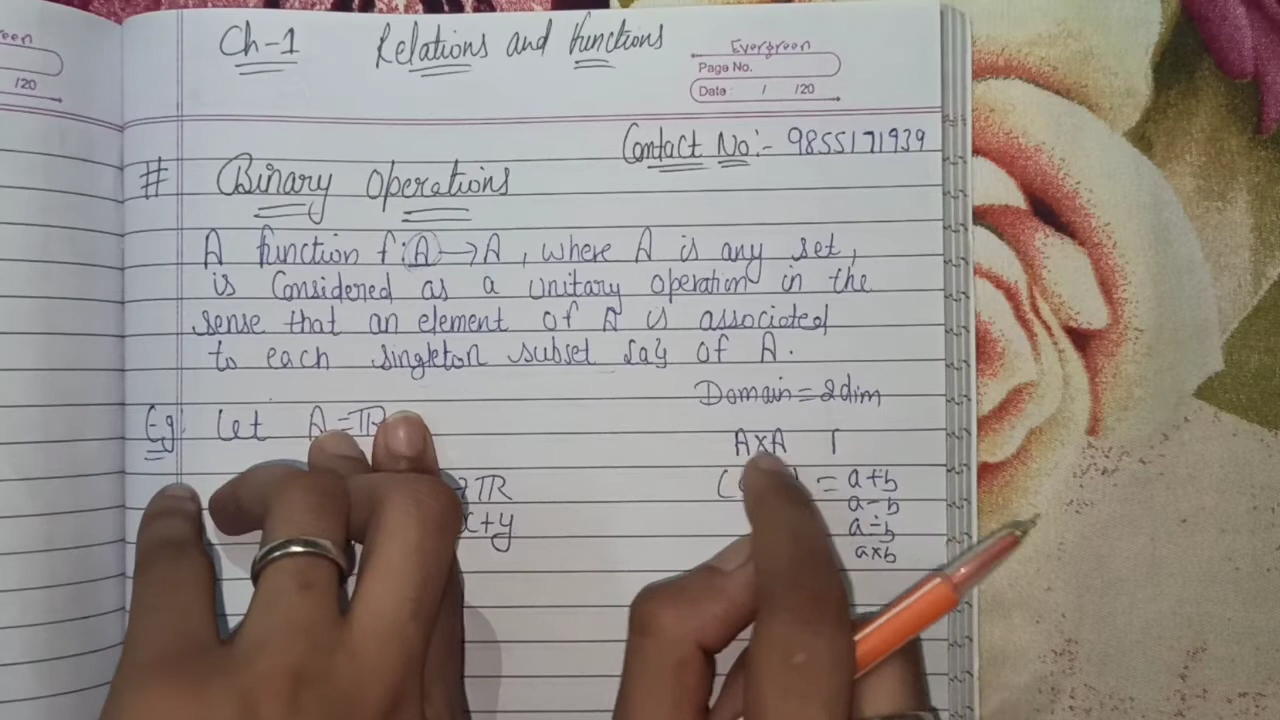 een
/20
Ch-1 Relations and functions
Evergreen
Page No.
Date : / /20
Contact No:- 9855171939
# Binary Operations
A function f:A→A, where A is any set,
is Considered as a unitary operation in the
sense that an element of A is associated
to each singleton subset say of A.
Domain = 2dim
Eg Let A=ℝ
A×A
( = a+b
→ℝ
a-b
x+y
a÷b
a×b